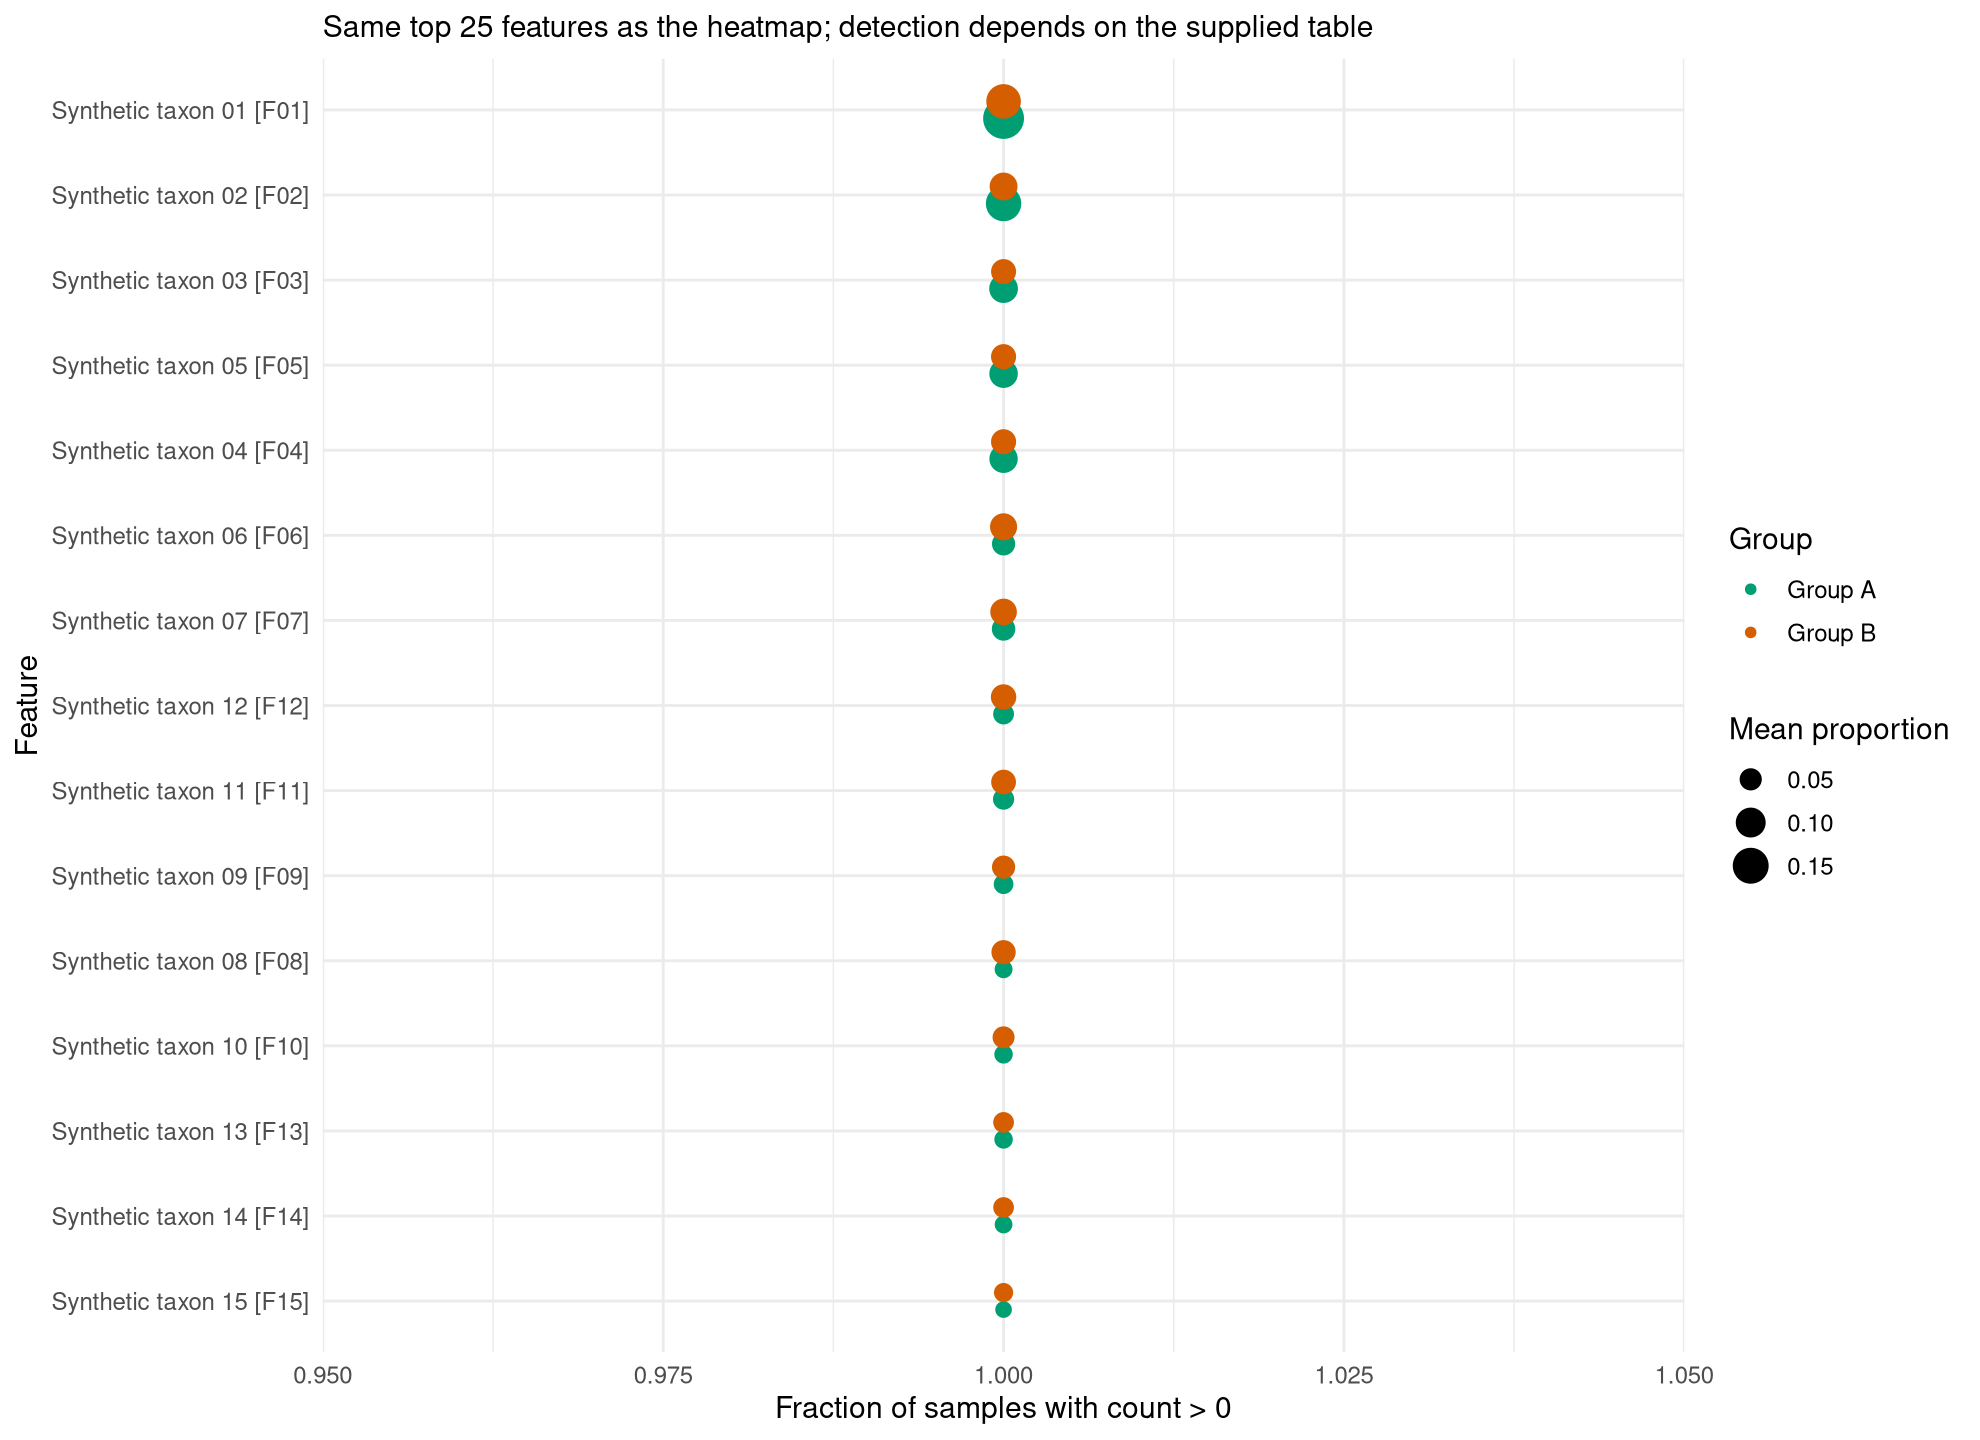 Same top 25 features as the heatmap; detection depends on the supplied table
Synthetic taxon 01 [F01]
Synthetic taxon 02 [F02]
Synthetic taxon 03 [F03]
Synthetic taxon 05 [F05]
Synthetic taxon 04 [F04]
Synthetic taxon 06 [F06]
Synthetic taxon 07 [F07]
Synthetic taxon 12 [F12]
Synthetic taxon 11 [F11]
Synthetic taxon 09 [F09]
Synthetic taxon 08 [F08]
Synthetic taxon 10 [F10]
Synthetic taxon 13 [F13]
Synthetic taxon 14 [F14]
Synthetic taxon 15 [F15]
Feature
0.950 0.975 1.000 1.025 1.050
Fraction of samples with count > 0
Group
Group A
Group B
Mean proportion
0.05
0.10
0.15